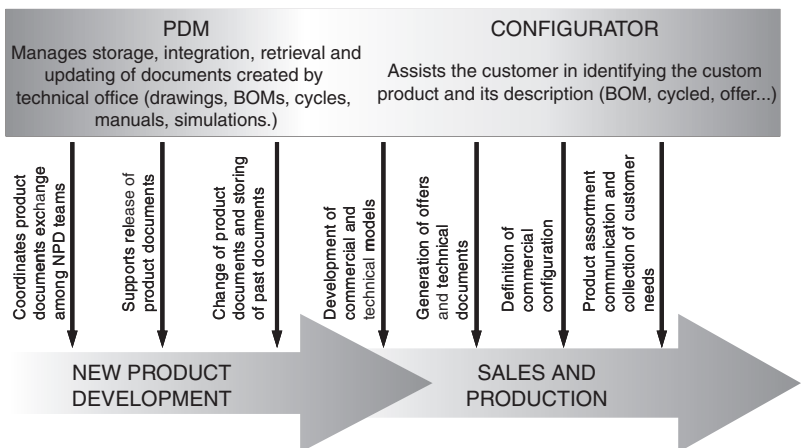 PDM
Manages storage, integration, retrieval and
updating of documents created by
technical office (drawings, BOMs, cycles,
manuals, simulations.)
CONFIGURATOR
Assists the customer in identifying the custom
product and its description (BOM, cycled, offer...)
Coordinates product
documents exchange
among NPD teams
Supports release of
product documents
Change of product
documents and storing
of past documents
Development of
commercial and
technical models
Generation of offers
and technical
documents
Definition of
commercial
configuration
Product assortment
communication and
collection of customer
needs
NEW PRODUCT
DEVELOPMENT
SALES AND
PRODUCTION